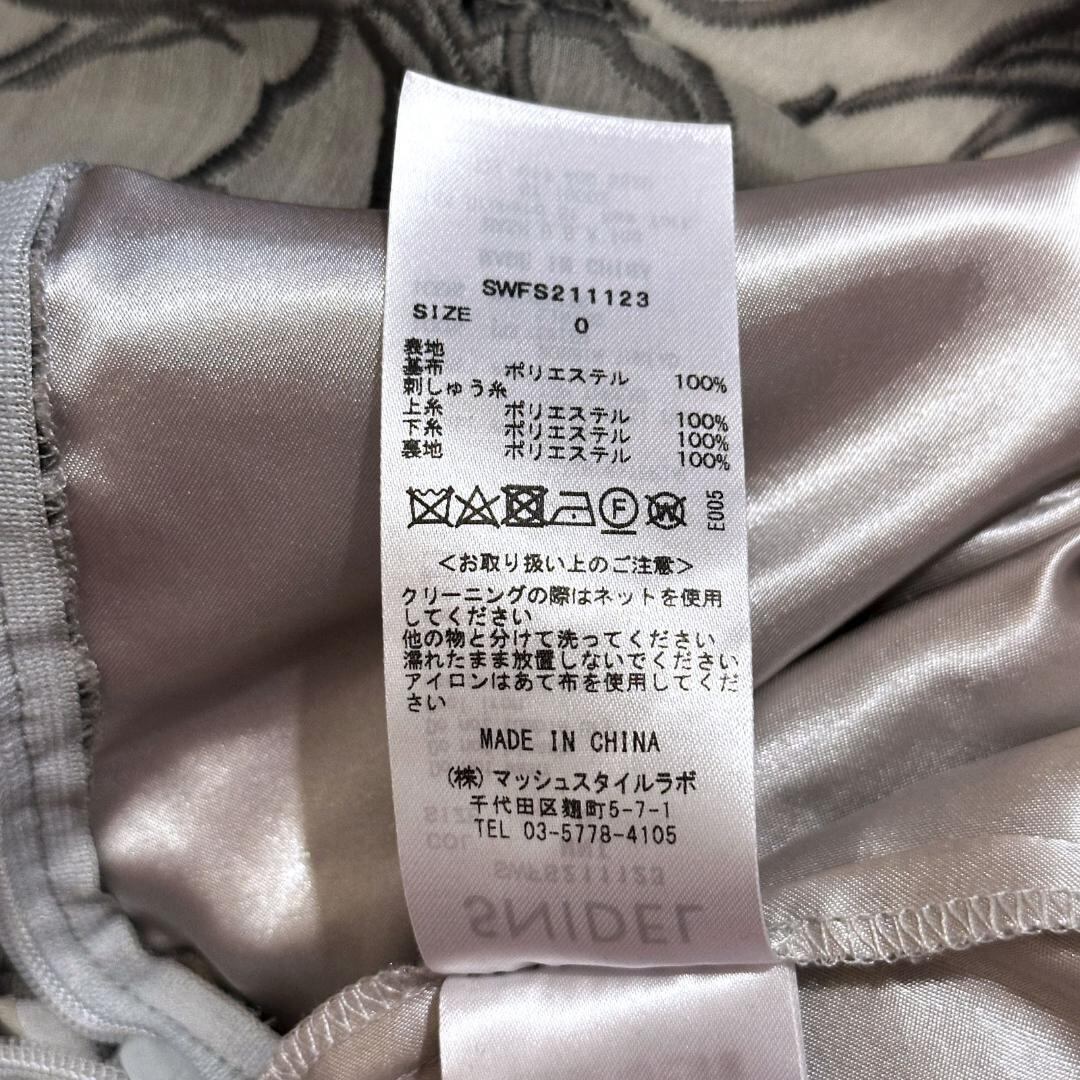 SWFS211123
SIZE 0
表地
基布 ポリエステル 100%
刺しゅう糸
上糸 ポリエステル 100%
下糸 ポリエステル 100%
裏地 ポリエステル 100%
F
W
E005
<お取り扱い上のご注意>
クリーニングの際はネットを使用
してください
他の物と分けて洗ってください
濡れたまま放置しないでください
アイロンはあて布を使用してくだ
さい
MADE IN CHINA
(株)マッシュスタイルラボ
千代田区麹町5-7-1
TEL 03-5778-4105
SWFS211123
SNIDEL